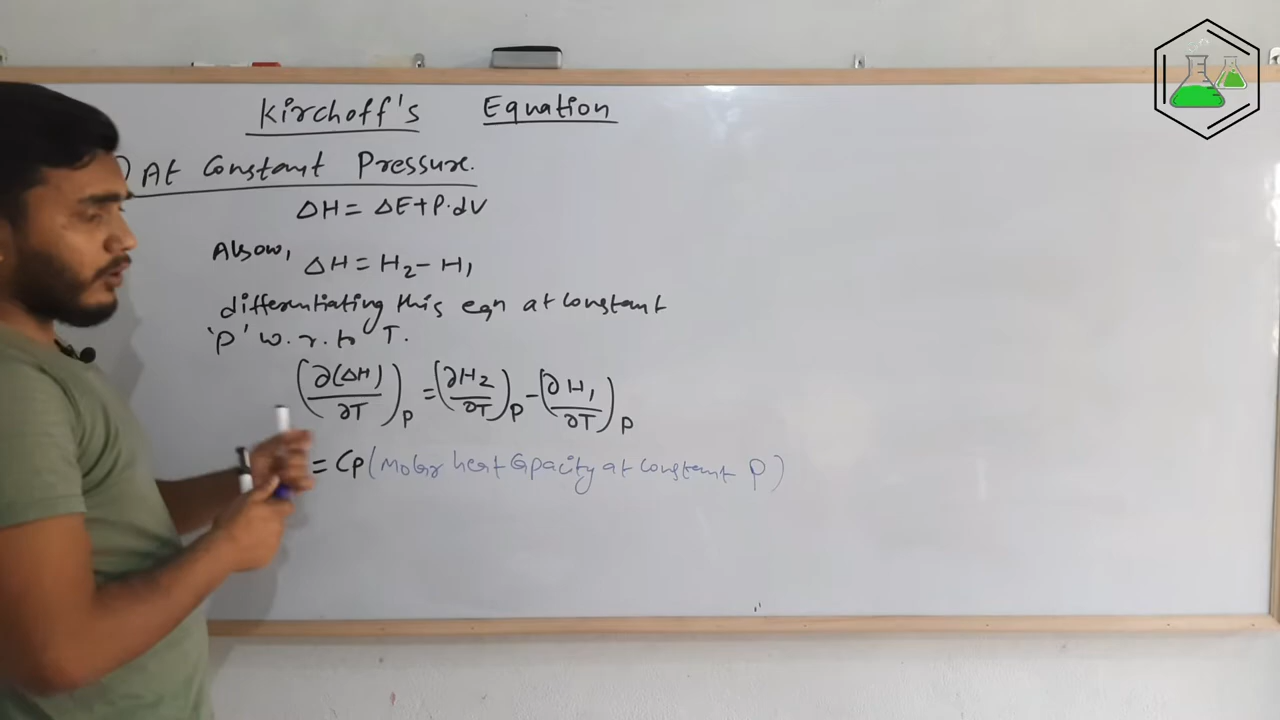 Kirchoff's Equation
) At Constant Pressure.
ΔH = ΔE + P·dV
Alsow,
ΔH = H₂ - H₁
differentiating this eqn at constant
'P' w.r.to T.
(∂(ΔH)/∂T)ₚ = (∂H₂/∂T)ₚ - (∂H₁/∂T)ₚ
= Cp (Molar heat Capacity at constant P)